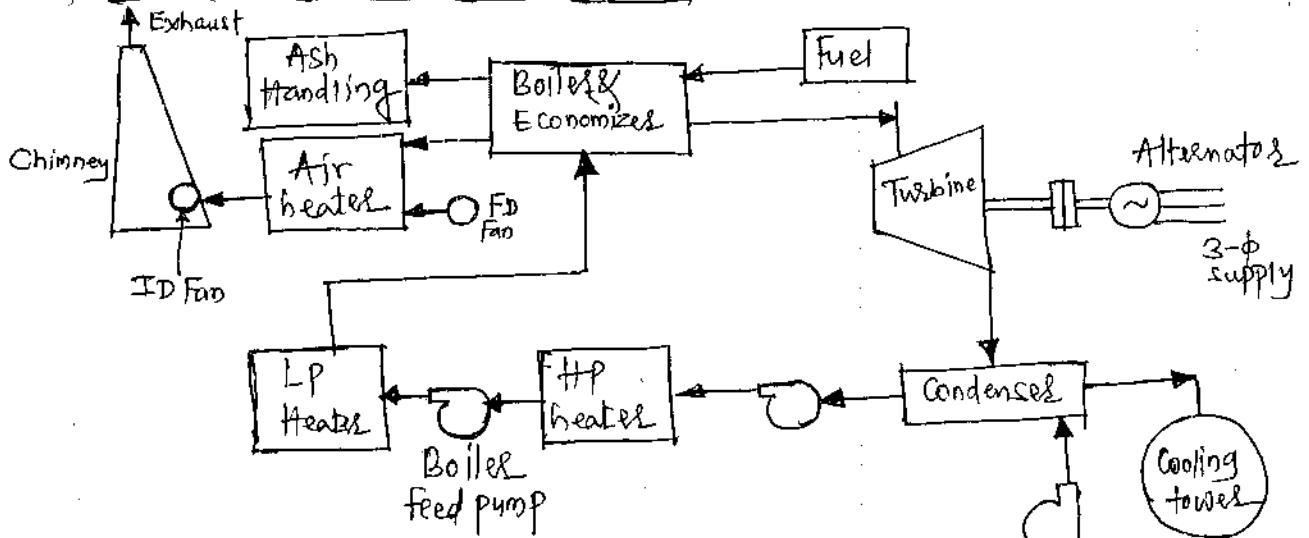 Exhaust
Ash
Handling
Boiler &
Economizer
Fuel
Chimney
Air
heater
FD
Fan
ID Fan
Turbine
Alternator
~
3-φ
supply
LP
Heater
HP
heater
Condenser
Cooling
tower
Boiler
feed pump